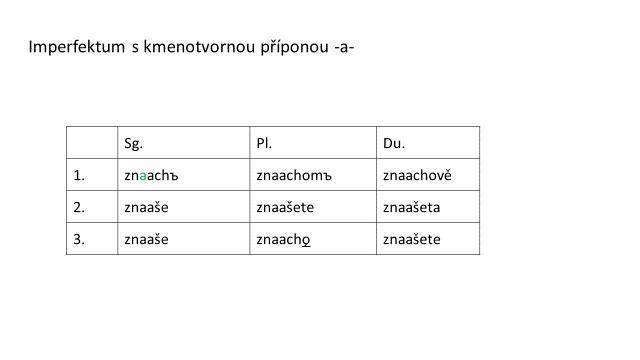 Imperfektum s kmenotvornou příponou -a-
Sg. Pl. Du.
1. znaachъ znaachomъ znaachově
2. znaaše znaašete znaašeta
3. znaaše znaachǫ znaašete